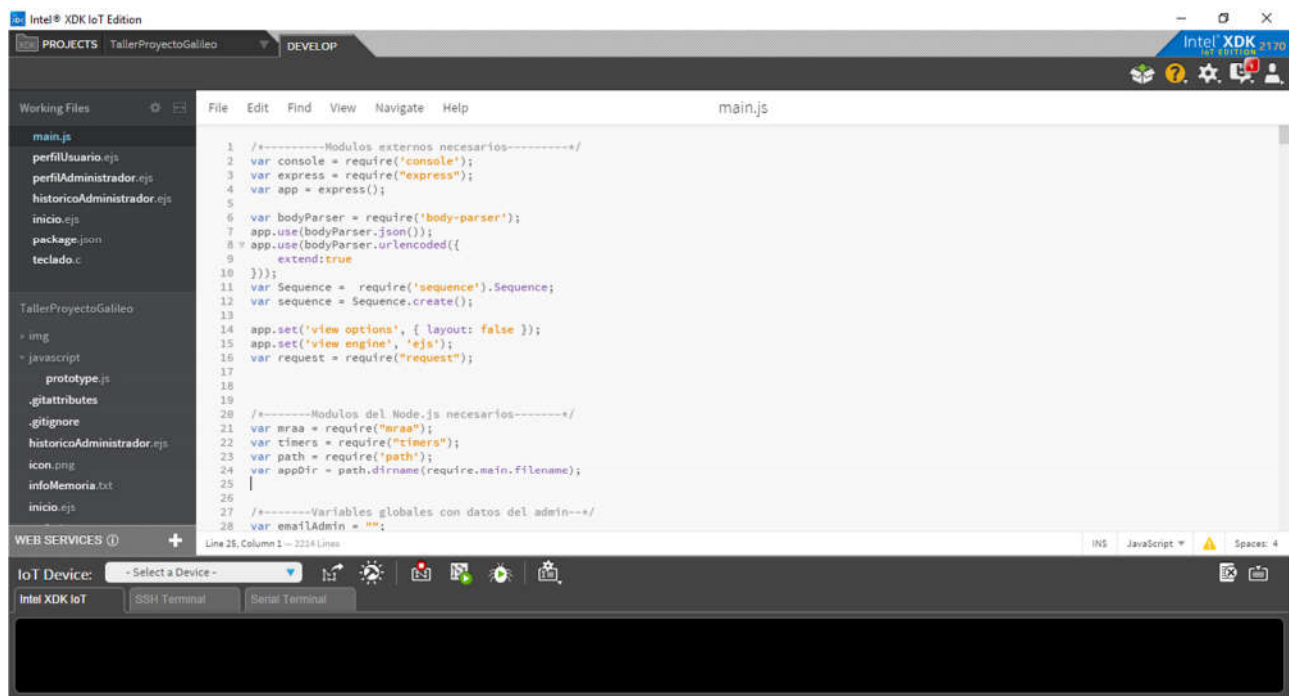 Intel® XDK IoT Edition
XDK PROJECTS TallerProyectoGalileo DEVELOP
Intel® XDK 2170
IoT EDITION
Working Files
File Edit Find View Navigate Help main.js
main.js
perfilUsuario.ejs
perfilAdministrador.ejs
historicoAdministrador.ejs
inicio.ejs
package.json
teclado.c
TallerProyectoGalileo
img
javascript
prototype.js
.gitattributes
.gitignore
historicoAdministrador.ejs
icon.png
infoMemoria.txt
inicio.ejs
WEB SERVICES
1 /*---------Modulos externos necesarios---------*/
2 var console = require('console');
3 var express = require("express");
4 var app = express();
5
6 var bodyParser = require('body-parser');
7 app.use(bodyParser.json());
8 app.use(bodyParser.urlencoded({
9 extend:true
10 }));
11 var Sequence = require('sequence').Sequence;
12 var sequence = Sequence.create();
13
14 app.set('view options', { layout: false });
15 app.set('view engine', 'ejs');
16 var request = require("request");
17
18
19
20 /*-------Modulos del Node.js necesarios-------*/
21 var mraa = require("mraa");
22 var timers = require("timers");
23 var path = require('path');
24 var appDir = path.dirname(require.main.filename);
25
26
27 /*-------Variables globales con datos del admin--*/
28 var emailAdmin = "";
Line 25, Column 1 — 2224 Lines INS JavaScript Spaces: 4
IoT Device: - Select a Device -
Intel XDK IoT SSH Terminal Serial Terminal